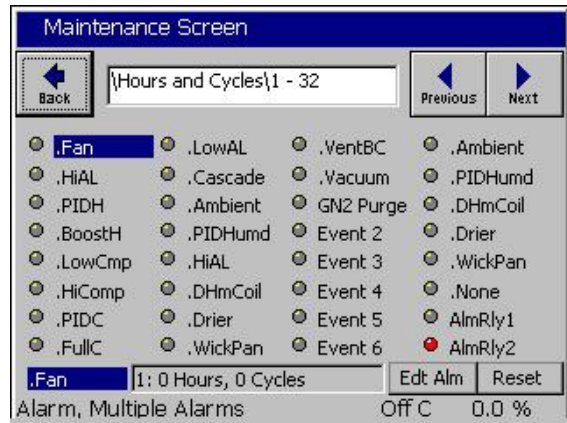 Maintenance Screen
Back
\Hours and Cycles\1 - 32
Previous
Next
.Fan .LowAL .VentBC .Ambient
.HiAL .Cascade .Vacuum .PIDHumd
.PIDH .Ambient GN2 Purge .DHmCoil
.BoostH .PIDHumd Event 2 .Drier
.LowCmp .HiAL Event 3 .WickPan
.HiComp .DHmCoil Event 4 .None
.PIDC .Drier Event 5 AlmRly1
.FullC .WickPan Event 6 AlmRly2
.Fan 1: 0 Hours, 0 Cycles Edt Alm Reset
Alarm, Multiple Alarms Off C 0.0 %